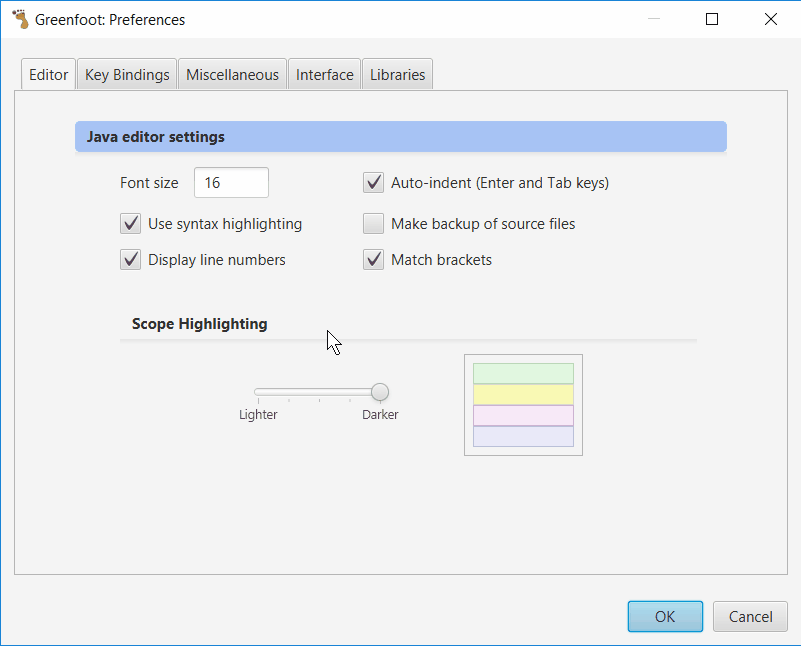 Greenfoot: Preferences
Editor Key Bindings Miscellaneous Interface Libraries
Java editor settings
Font size 16 Auto-indent (Enter and Tab keys)
Use syntax highlighting Make backup of source files
Display line numbers Match brackets
Scope Highlighting
Lighter Darker
OK Cancel